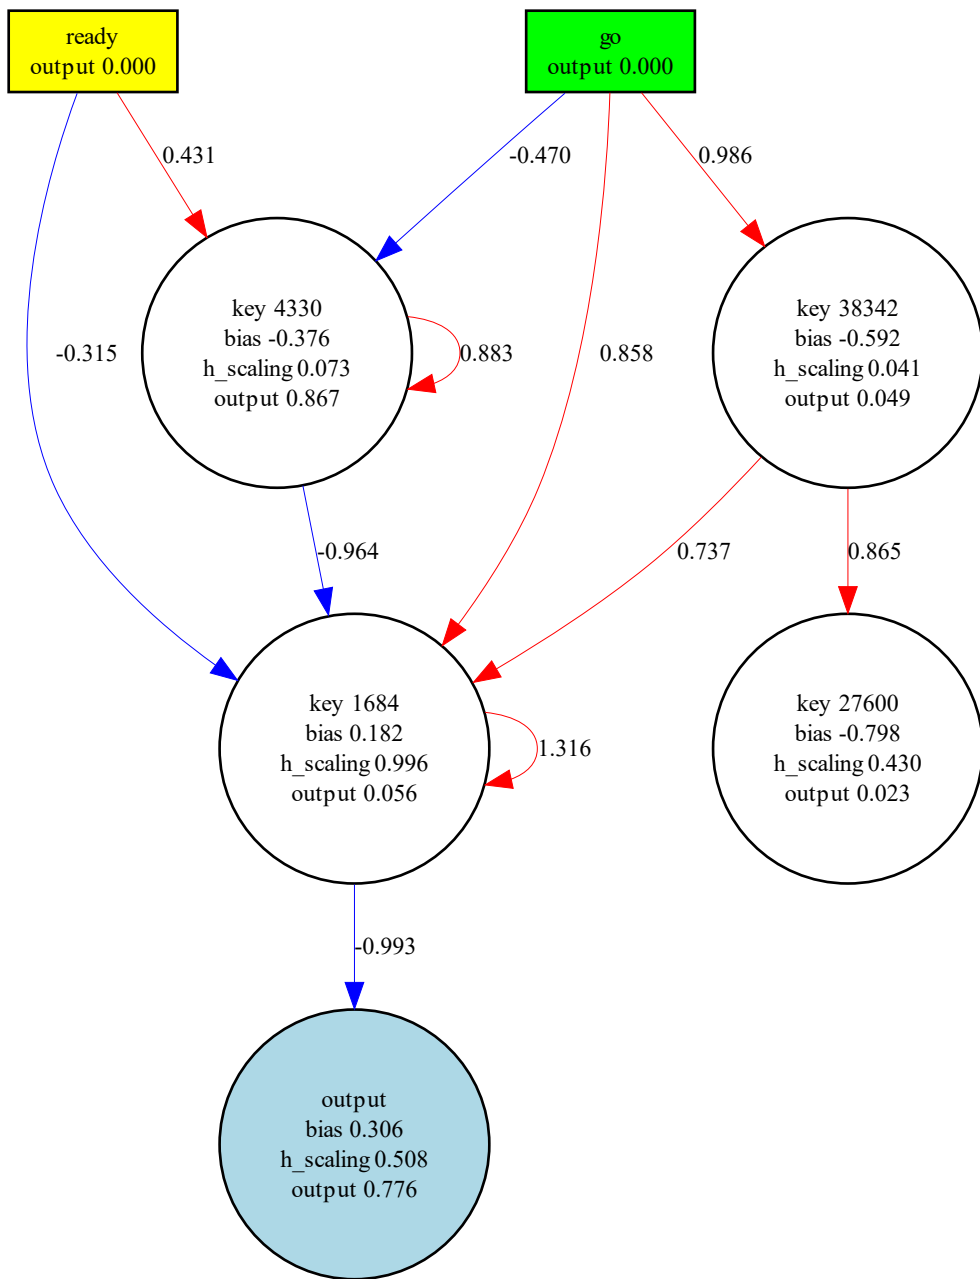 ready
output 0.000
go
output 0.000
0.431
-0.470
0.986
key 4330
bias -0.376
h_scaling 0.073
output 0.867
key 38342
bias -0.592
h_scaling 0.041
output 0.049
-0.315
0.883
0.858
-0.964
0.737
0.865
key 1684
bias 0.182
h_scaling 0.996
output 0.056
1.316
key 27600
bias -0.798
h_scaling 0.430
output 0.023
-0.993
output
bias 0.306
h_scaling 0.508
output 0.776